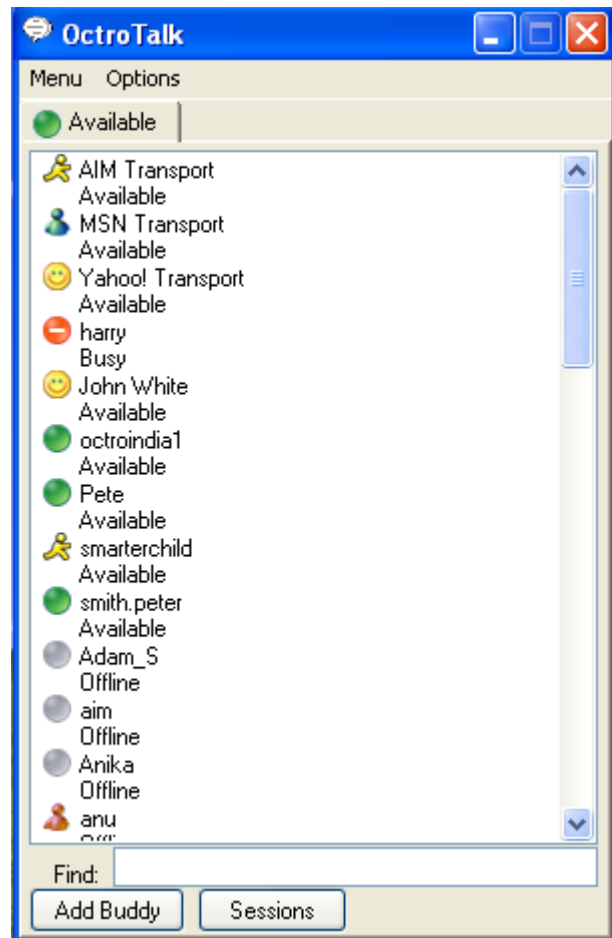 OctroTalk
Menu Options
Available
AIM Transport
Available
MSN Transport
Available
Yahoo! Transport
Available
harry
Busy
John White
Available
octroindia1
Available
Pete
Available
smarterchild
Available
smith.peter
Available
Adam_S
Offline
aim
Offline
Anika
Offline
anu
Find:
Add Buddy Sessions